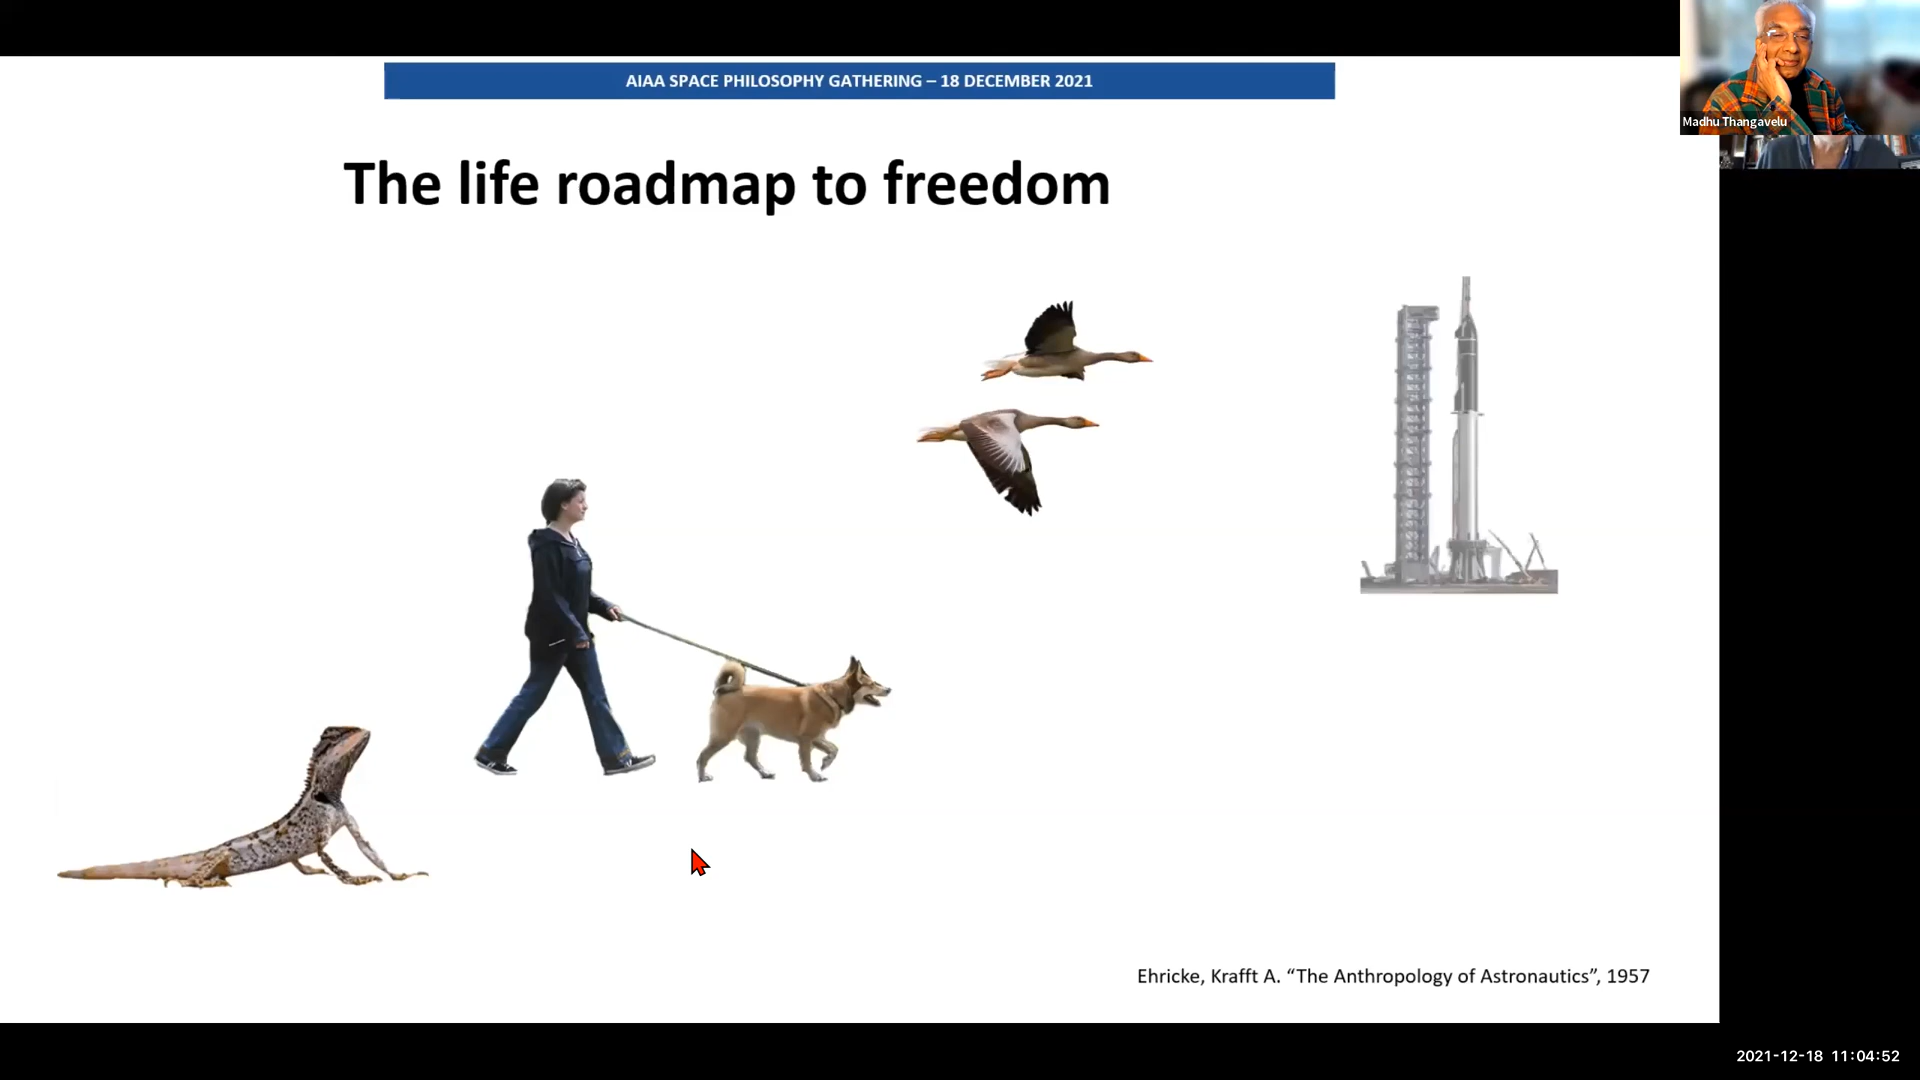 AIAA SPACE PHILOSOPHY GATHERING – 18 DECEMBER 2021
Madhu Thangavelu
The life roadmap to freedom
Ehricke, Krafft A. “The Anthropology of Astronautics”, 1957
2021-12-18 11:04:52